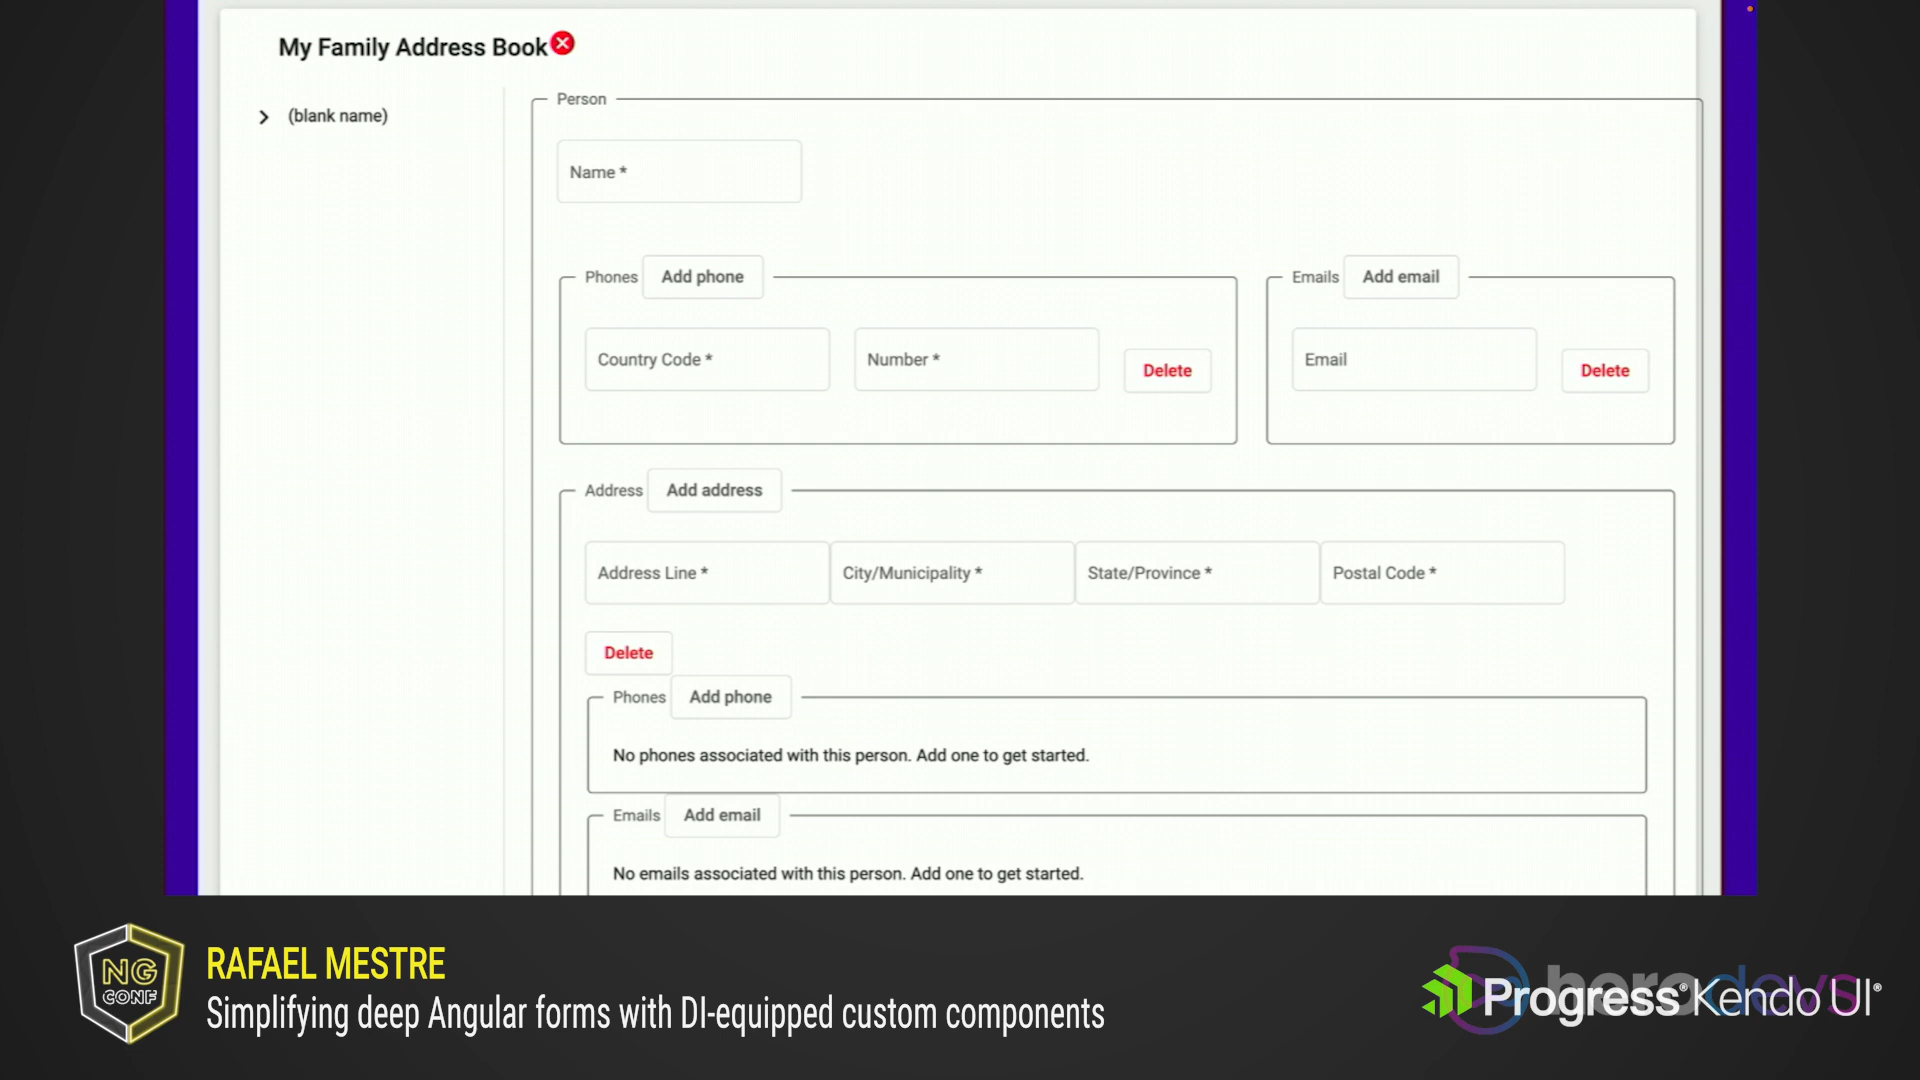 My Family Address Book
(blank name)
Person
Name *
Phones Add phone
Emails Add email
Country Code *
Number *
Delete
Email
Delete
Address Add address
Address Line *
City/Municipality *
State/Province *
Postal Code *
Delete
Phones Add phone
No phones associated with this person. Add one to get started.
Emails Add email
No emails associated with this person. Add one to get started.
NG
CONF
RAFAEL MESTRE
Simplifying deep Angular forms with DI-equipped custom components
herodevs
Progress® Kendo UI®